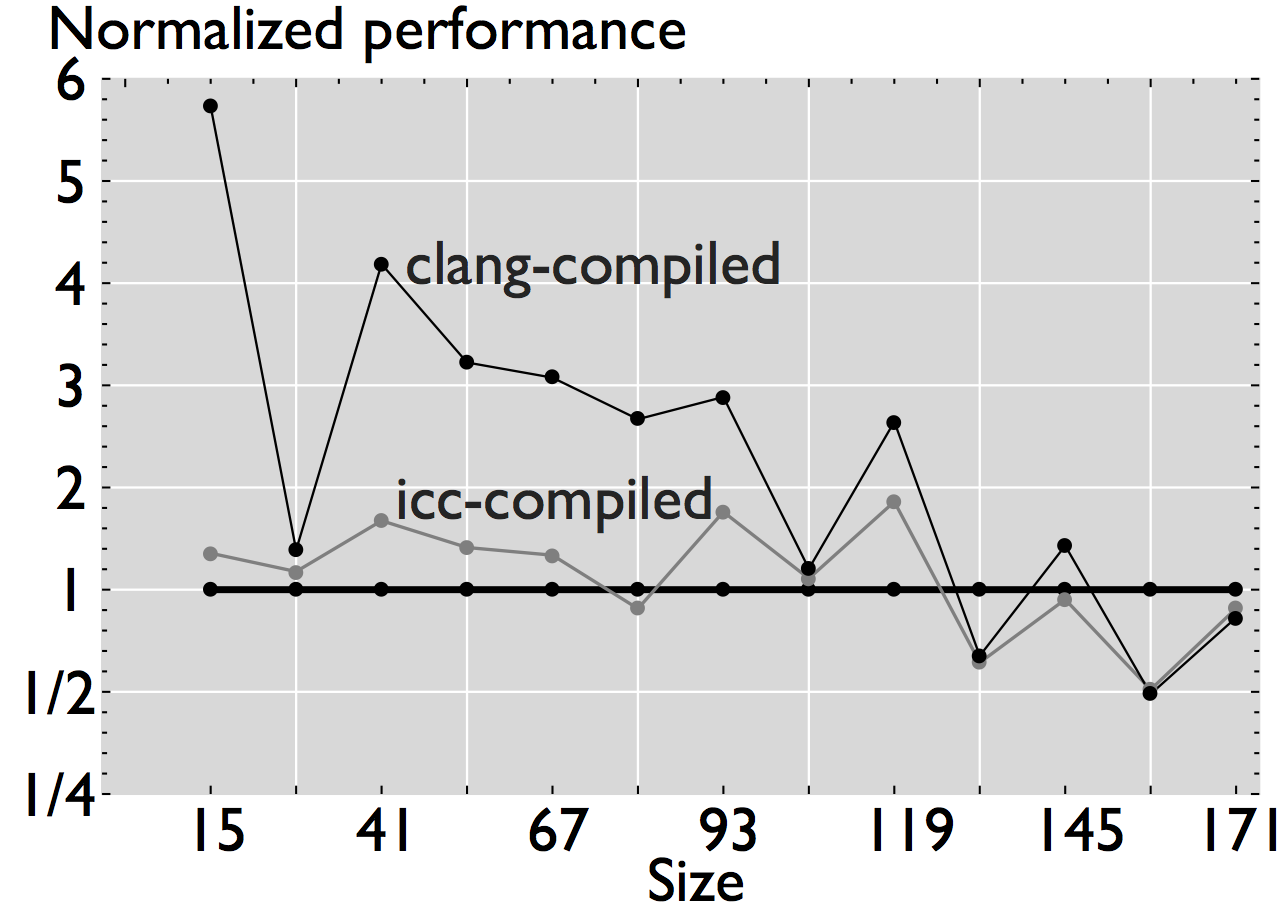 Normalized performance
6
5
clang-compiled
4
3
2
icc-compiled
1
1/2
1/4
15 41 67 93 119 145 171
Size